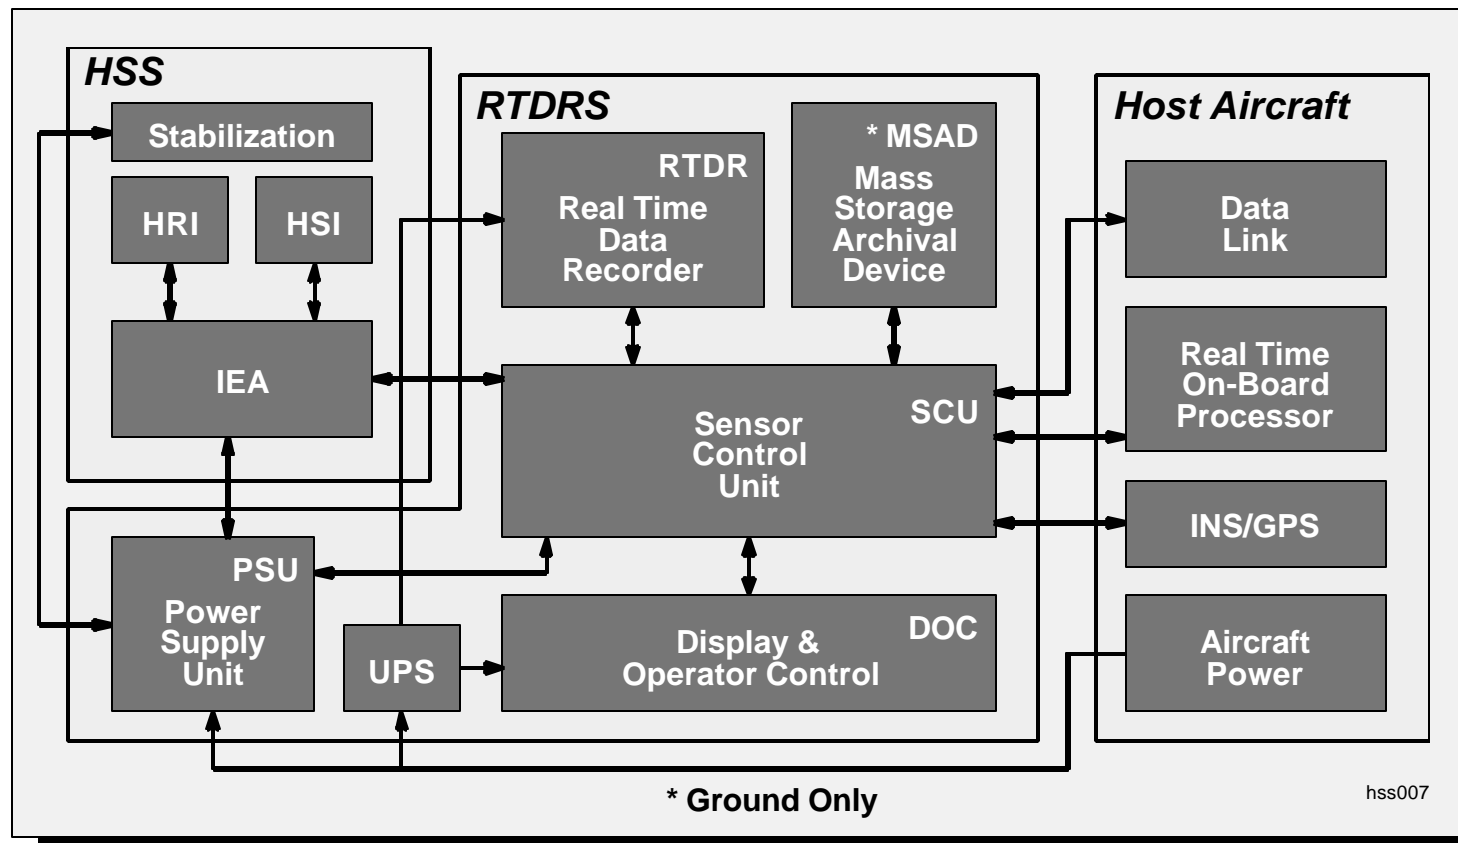 HSS
Stabilization
HRI
HSI
IEA
RTDRS
RTDR
Real Time
Data
Recorder
* MSAD
Mass
Storage
Archival
Device
SCU
Sensor
Control
Unit
PSU
Power
Supply
Unit
UPS
DOC
Display &
Operator Control
Host Aircraft
Data
Link
Real Time
On-Board
Processor
INS/GPS
Aircraft
Power
* Ground Only
hss007